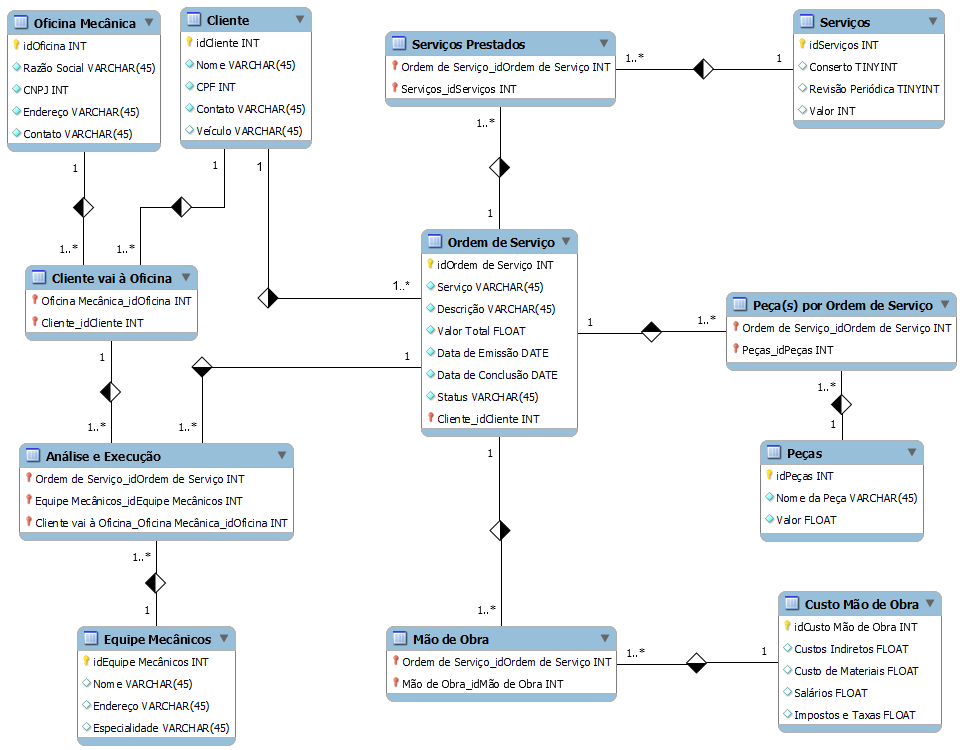 Oficina Mecânica
idOficina INT
Razão Social VARCHAR(45)
CNPJ INT
Endereço VARCHAR(45)
Contato VARCHAR(45)
Cliente
idCliente INT
Nome VARCHAR(45)
CPF INT
Contato VARCHAR(45)
Veículo VARCHAR(45)
Serviços Prestados
Ordem de Serviço_idOrdem de Serviço INT
Serviços_idServiços INT
1..*
1
Serviços
idServiços INT
Conserto TINYINT
Revisão Periódica TINYINT
Valor INT
1
1..*
1
1..*
1
1..*
1..*
1
Cliente vai à Oficina
Oficina Mecânica_idOficina INT
Cliente_idCliente INT
Ordem de Serviço
idOrdem de Serviço INT
Serviço VARCHAR(45)
Descrição VARCHAR(45)
Valor Total FLOAT
Data de Emissão DATE
Data de Conclusão DATE
Status VARCHAR(45)
Cliente_idCliente INT
1
1..*
Peça(s) por Ordem de Serviço
Ordem de Serviço_idOrdem de Serviço INT
Peças_idPeças INT
1
1..*
1
1..*
1..*
1
Análise e Execução
Ordem de Serviço_idOrdem de Serviço INT
Equipe Mecânicos_idEquipe Mecânicos INT
Cliente vai à Oficina_Oficina Mecânica_idOficina INT
Peças
idPeças INT
Nome da Peça VARCHAR(45)
Valor FLOAT
1..*
1
1
1..*
Equipe Mecânicos
idEquipe Mecânicos INT
Nome VARCHAR(45)
Endereço VARCHAR(45)
Especialidade VARCHAR(45)
Mão de Obra
Ordem de Serviço_idOrdem de Serviço INT
Mão de Obra_idMão de Obra INT
1..*
1
Custo Mão de Obra
idCusto Mão de Obra INT
Custos Indiretos FLOAT
Custo de Materiais FLOAT
Salários FLOAT
Impostos e Taxas FLOAT